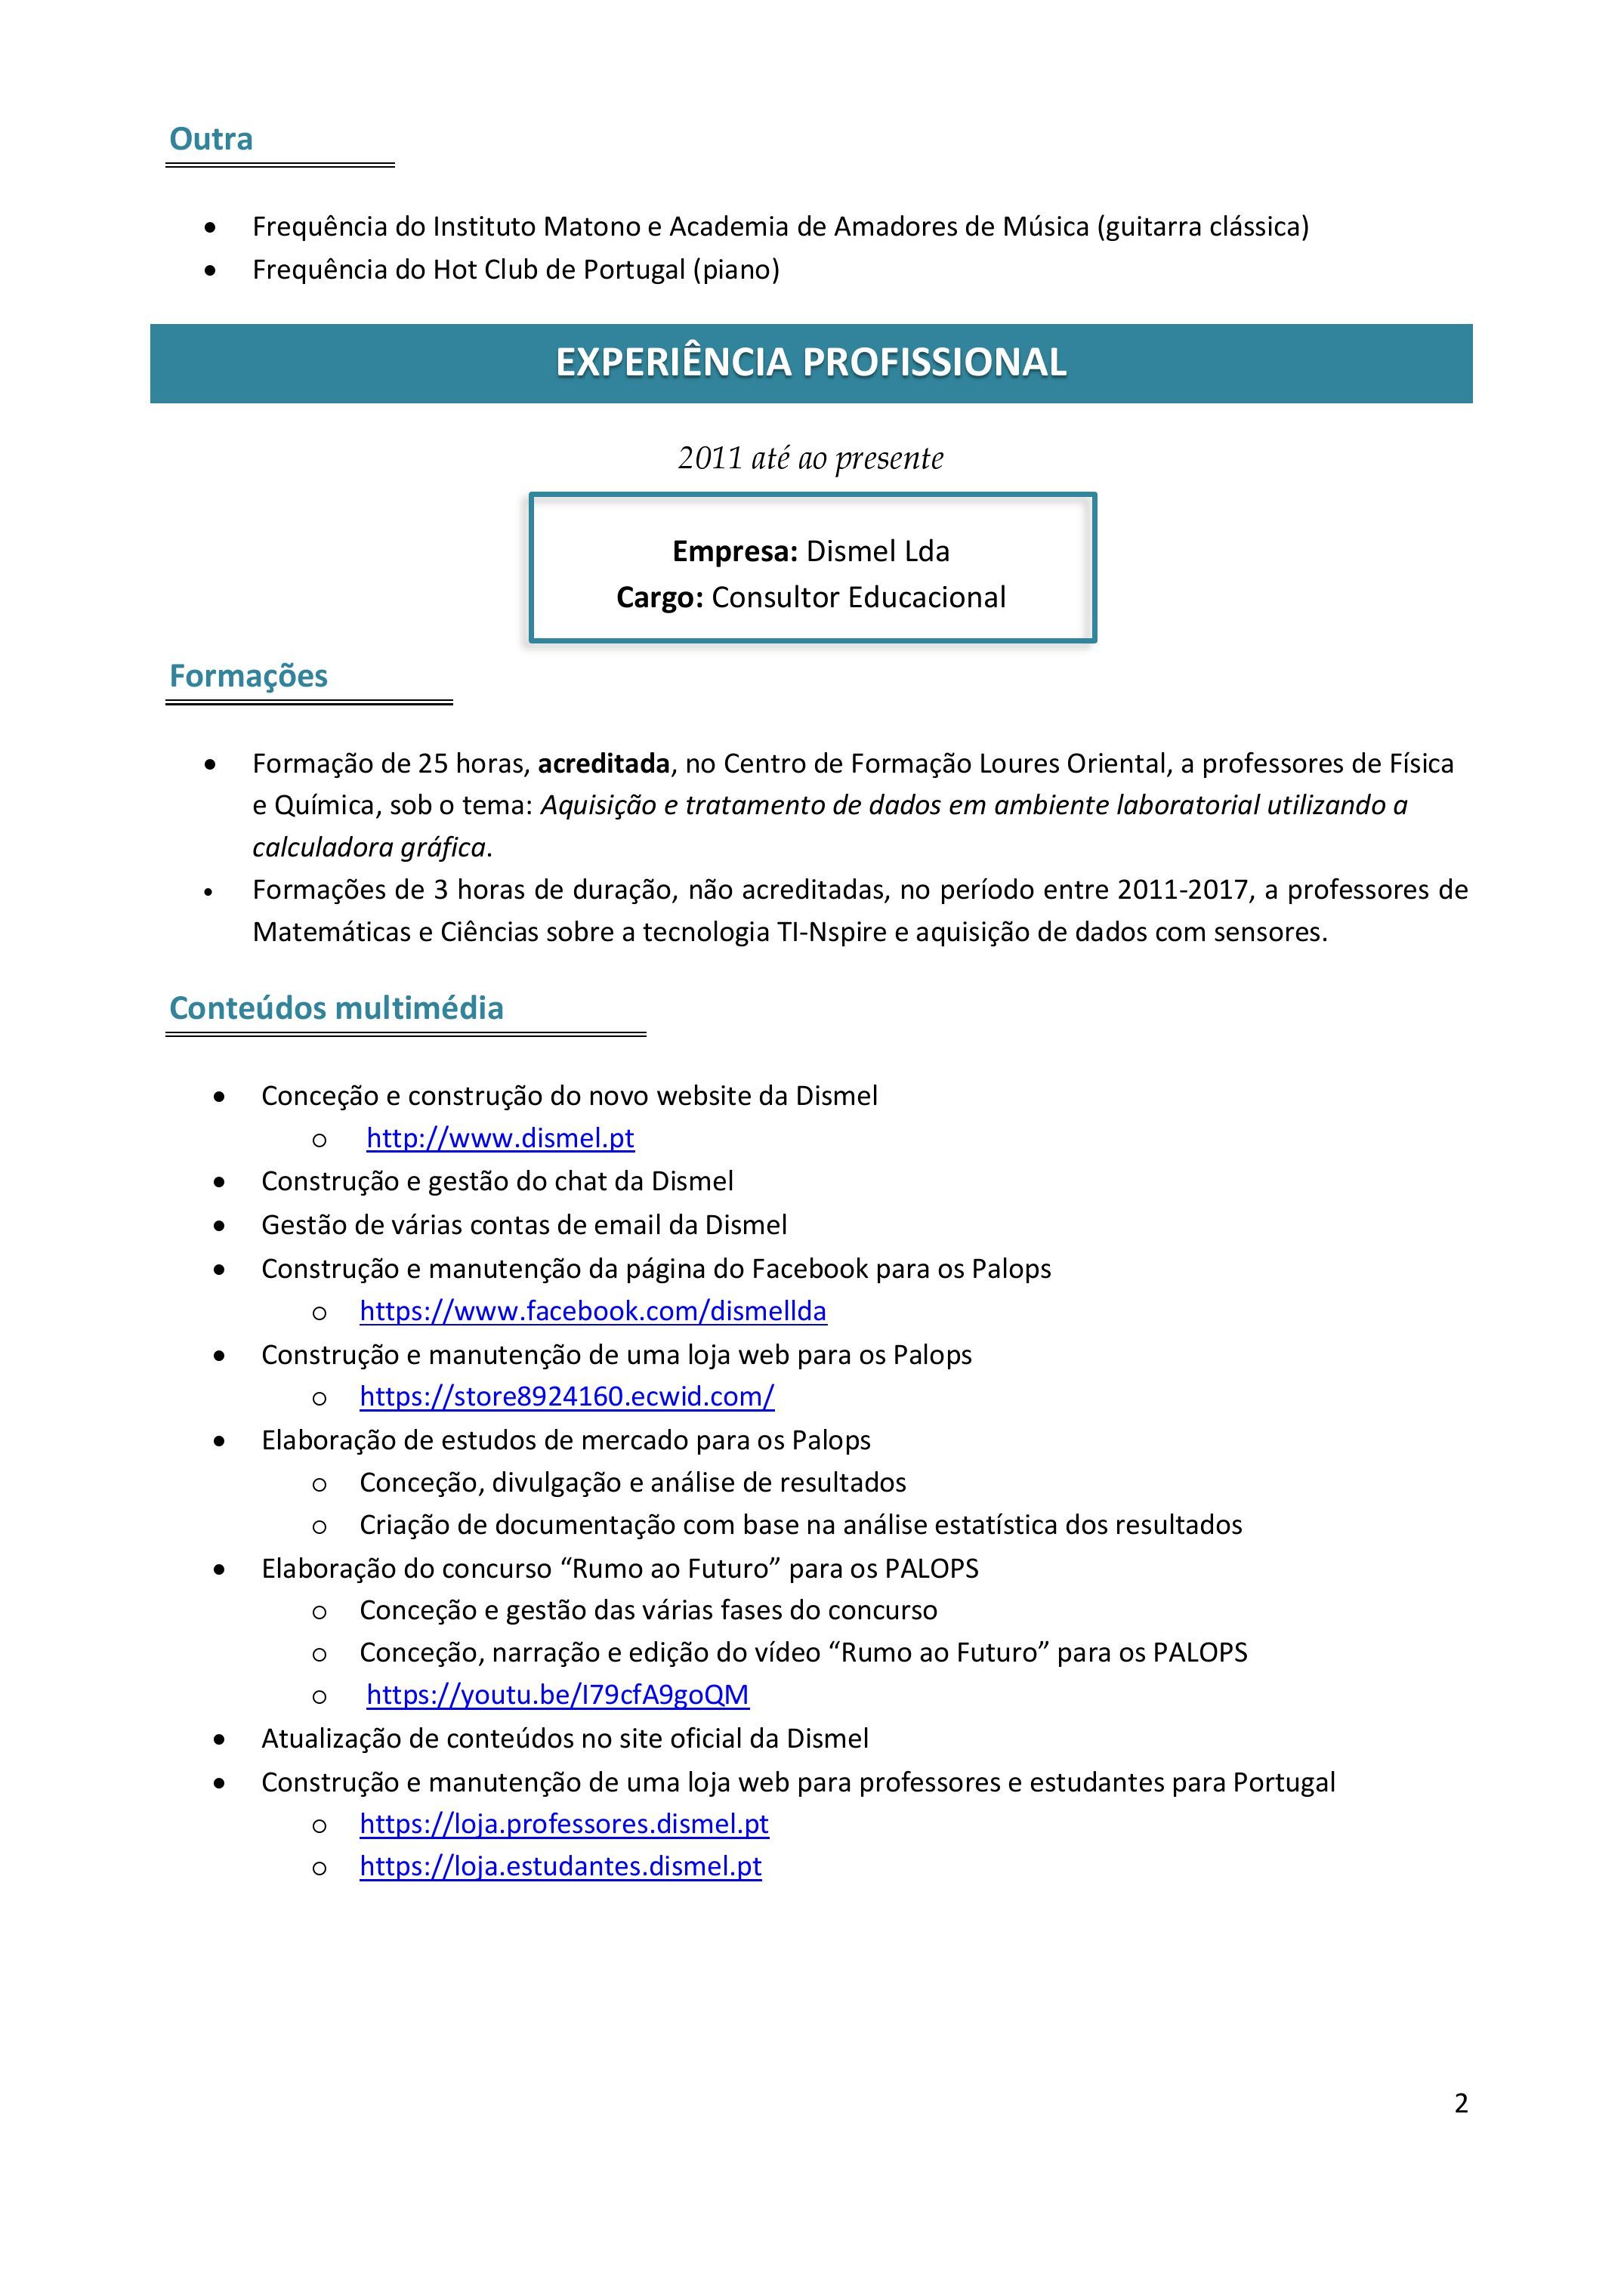 Outra
• Frequência do Instituto Matono e Academia de Amadores de Música (guitarra clássica)
• Frequência do Hot Club de Portugal (piano)
EXPERIÊNCIA PROFISSIONAL
2011 até ao presente
Empresa: Dismel Lda
Cargo: Consultor Educacional
Formações
• Formação de 25 horas, acreditada, no Centro de Formação Loures Oriental, a professores de Física
e Química, sob o tema: Aquisição e tratamento de dados em ambiente laboratorial utilizando a
calculadora gráfica.
• Formações de 3 horas de duração, não acreditadas, no período entre 2011-2017, a professores de
Matemáticas e Ciências sobre a tecnologia TI-Nspire e aquisição de dados com sensores.
Conteúdos multimédia
• Conceção e construção do novo website da Dismel
o http://www.dismel.pt
• Construção e gestão do chat da Dismel
• Gestão de várias contas de email da Dismel
• Construção e manutenção da página do Facebook para os Palops
o https://www.facebook.com/dismellda
• Construção e manutenção de uma loja web para os Palops
o https://store8924160.ecwid.com/
• Elaboração de estudos de mercado para os Palops
o Conceção, divulgação e análise de resultados
o Criação de documentação com base na análise estatística dos resultados
• Elaboração do concurso “Rumo ao Futuro” para os PALOPS
o Conceção e gestão das várias fases do concurso
o Conceção, narração e edição do vídeo “Rumo ao Futuro” para os PALOPS
o https://youtu.be/I79cfA9goQM
• Atualização de conteúdos no site oficial da Dismel
• Construção e manutenção de uma loja web para professores e estudantes para Portugal
o https://loja.professores.dismel.pt
o https://loja.estudantes.dismel.pt
2